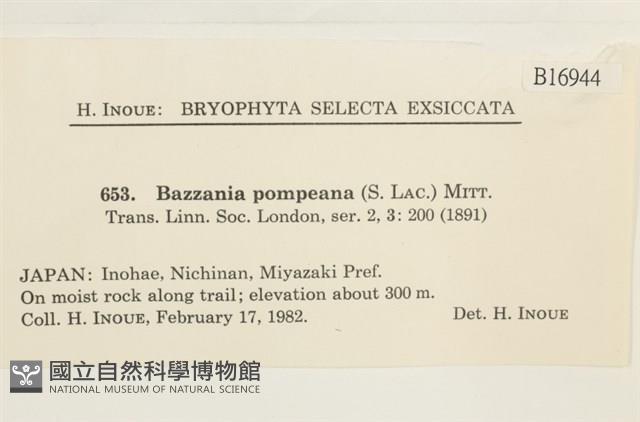 B16944
H. INOUE: BRYOPHYTA SELECTA EXSICCATA
653. Bazzania pompeana (S. LAC.) MITT.
Trans. Linn. Soc. London, ser. 2, 3: 200 (1891)
JAPAN: Inohae, Nichinan, Miyazaki Pref.
On moist rock along trail; elevation about 300 m.
Coll. H. INOUE, February 17, 1982. Det. H. INOUE
國立自然科學博物館
NATIONAL MUSEUM OF NATURAL SCIENCE